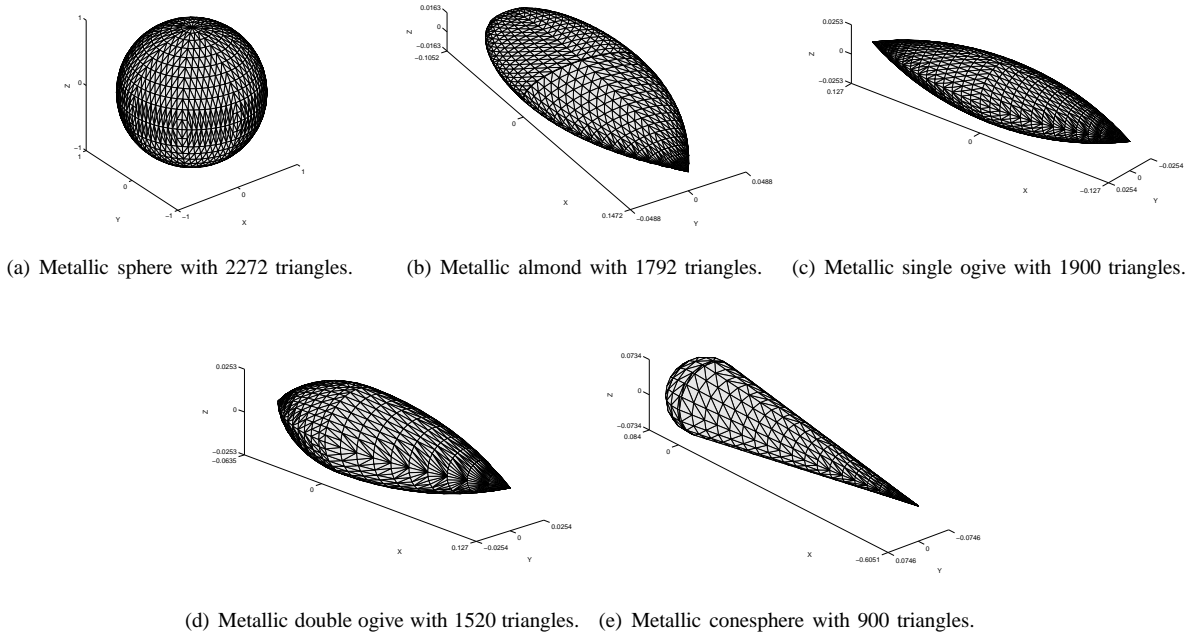 1
0
−1
Z
1
0
−1
Y
−1
0
1
X
(a) Metallic sphere with 2272 triangles.
0.0163
0
−0.0163
Z
−0.1052
0
0.1472
X
−0.0488
0
0.0488
Y
(b) Metallic almond with 1792 triangles.
0.0253
0
−0.0253
Z
0.127
0
−0.127
X
0.0254
0
−0.0254
Y
(c) Metallic single ogive with 1900 triangles.
0.0253
0
−0.0253
Z
−0.0635
0
0.127
X
−0.0254
0
0.0254
Y
(d) Metallic double ogive with 1520 triangles.
0.0734
0
−0.0734
Z
0.084
0
−0.6051
X
0.0746
0
−0.0746
Y
(e) Metallic conesphere with 900 triangles.